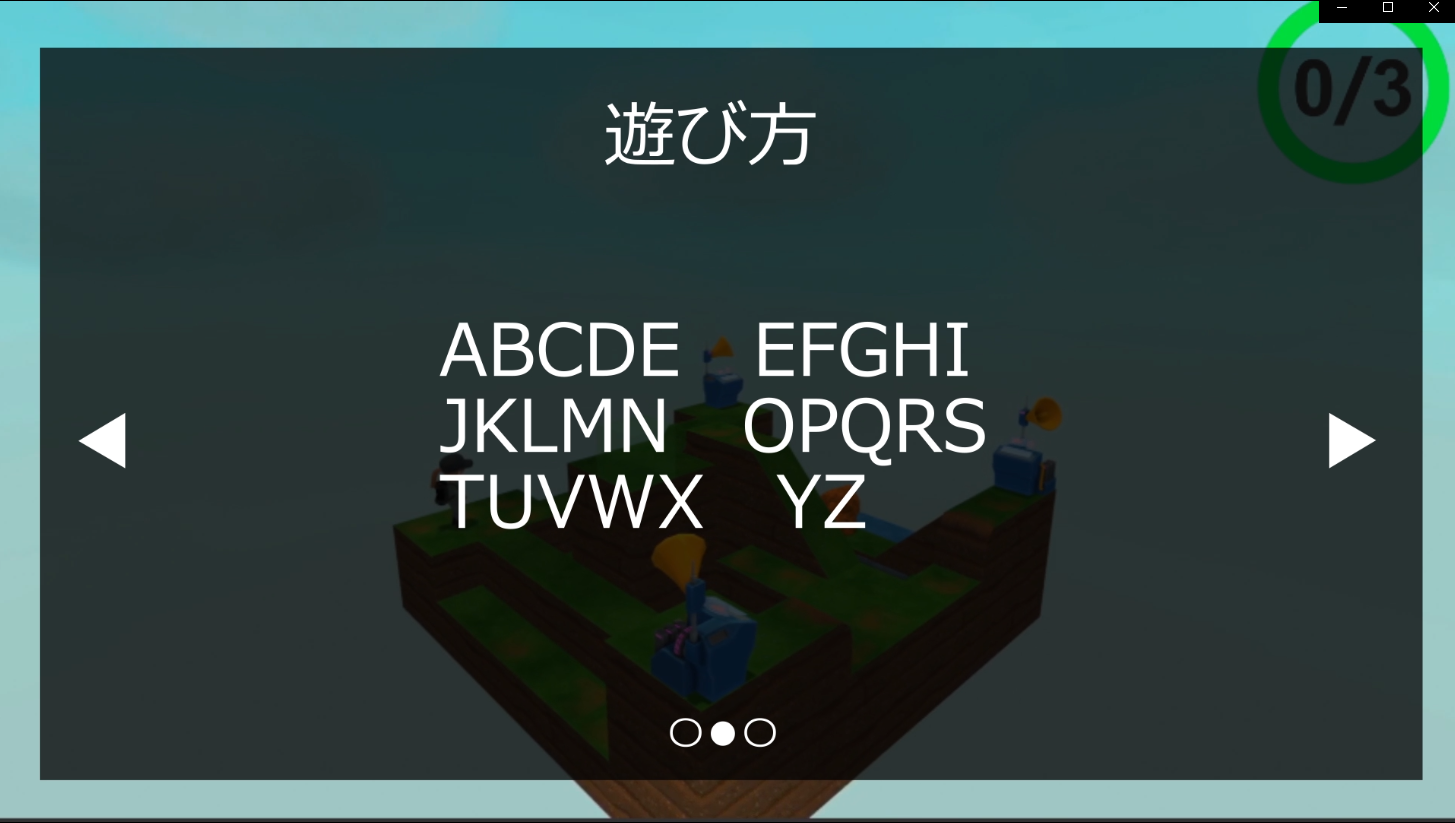 0/3
遊び方
ABCDE EFGHI
JKLMN OPQRS
TUVWX YZ